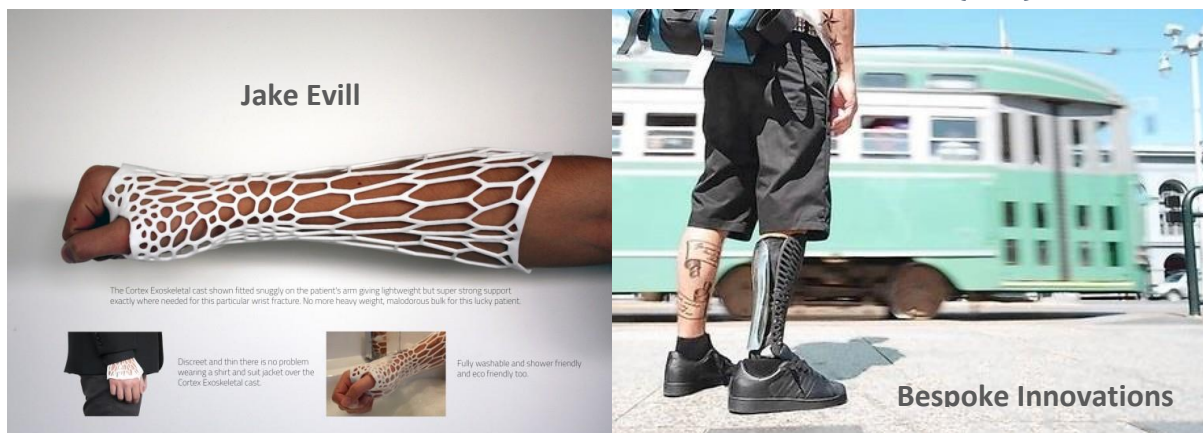 Jake Evill
The Cortex Exoskeletal cast shown fitted snuggly on the patient's arm giving lightweight but super strong support
exactly where needed for this particular wrist fracture. No more heavy weight, malodorous bulk for this lucky patient.
Discreet and thin there is no problem
wearing a shirt and suit jacket over the
Cortex Exoskeletal cast.
Fully washable and shower friendly
and eco friendly too.
Bespoke Innovations